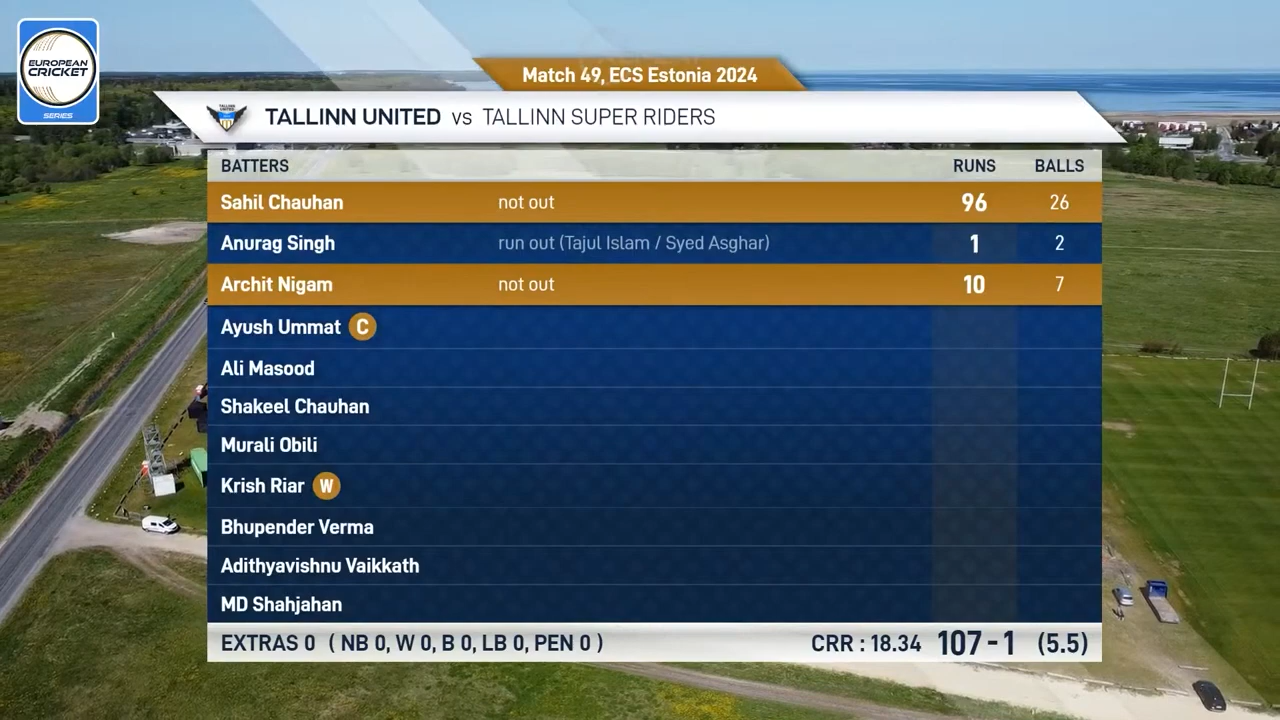 EUROPEAN
CRICKET
SERIES
Match 49, ECS Estonia 2024
TALLINN UNITED vs TALLINN SUPER RIDERS
BATTERS RUNS BALLS
Sahil Chauhan not out 96 26
Anurag Singh run out (Tajul Islam / Syed Asghar) 1 2
Archit Nigam not out 10 7
Ayush Ummat C
Ali Masood
Shakeel Chauhan
Murali Obili
Krish Riar W
Bhupender Verma
Adithyavishnu Vaikkath
MD Shahjahan
EXTRAS 0 ( NB 0, W 0, B 0, LB 0, PEN 0 ) CRR : 18.34 107 - 1 (5.5)